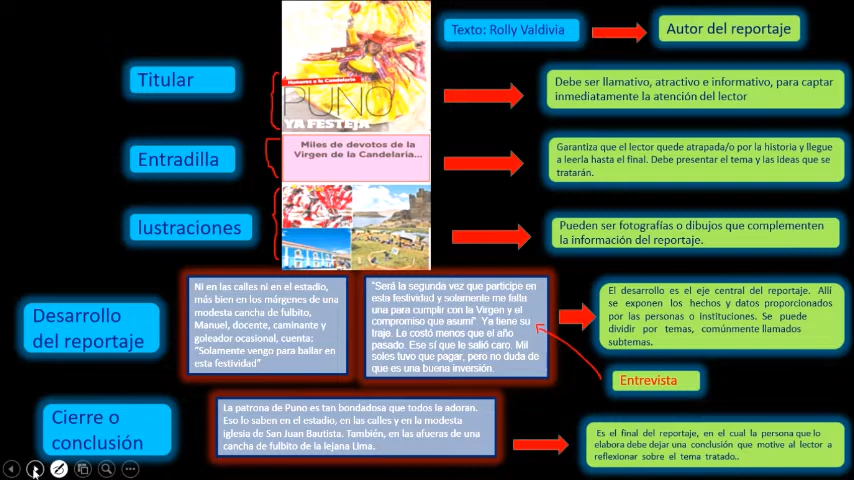 Texto: Rolly Valdivia
Autor del reportaje
Titular
Honores a la Candelaria
PUNO
YA FESTEJA
Debe ser llamativo, atractivo e informativo, para captar
inmediatamente la atención del lector
Entradilla
Miles de devotos de la
Virgen de la Candelaria...
Garantiza que el lector quede atrapada/o por la historia y llegue
a leerla hasta el final. Debe presentar el tema y las ideas que se
tratarán.
lustraciones
Pueden ser fotografías o dibujos que complementen
la información del reportaje.
Desarrollo
del reportaje
Ni en las calles ni en el estadio,
más bien en los márgenes de una
modesta cancha de fulbito,
Manuel, docente, caminante y
goleador ocasional, cuenta:
"Solamente vengo para bailar en
esta festividad"
"Será la segunda vez que participe en
esta festividad y solamente me falta
una para cumplir con la Virgen y el
compromiso que asumí" Ya tiene su
traje. Le costó menos que el año
pasado. Ese sí que le salió caro. Mil
soles tuvo que pagar, pero no duda de
que es una buena inversión.
El desarrollo es el eje central del reportaje. Allí
se exponen los hechos y datos proporcionados
por las personas o instituciones. Se puede
dividir por temas, comúnmente llamados
subtemas.
Entrevista
Cierre o
conclusión
La patrona de Puno es tan bondadosa que todos la adoran.
Eso lo saben en el estadio, en las calles y en la modesta
iglesia de San Juan Bautista. También, en las afueras de una
cancha de fulbito de la lejana Lima.
Es el final del reportaje, en el cual la persona que lo
elabora debe dejar una conclusión que motive al lector a
reflexionar sobre el tema tratado..